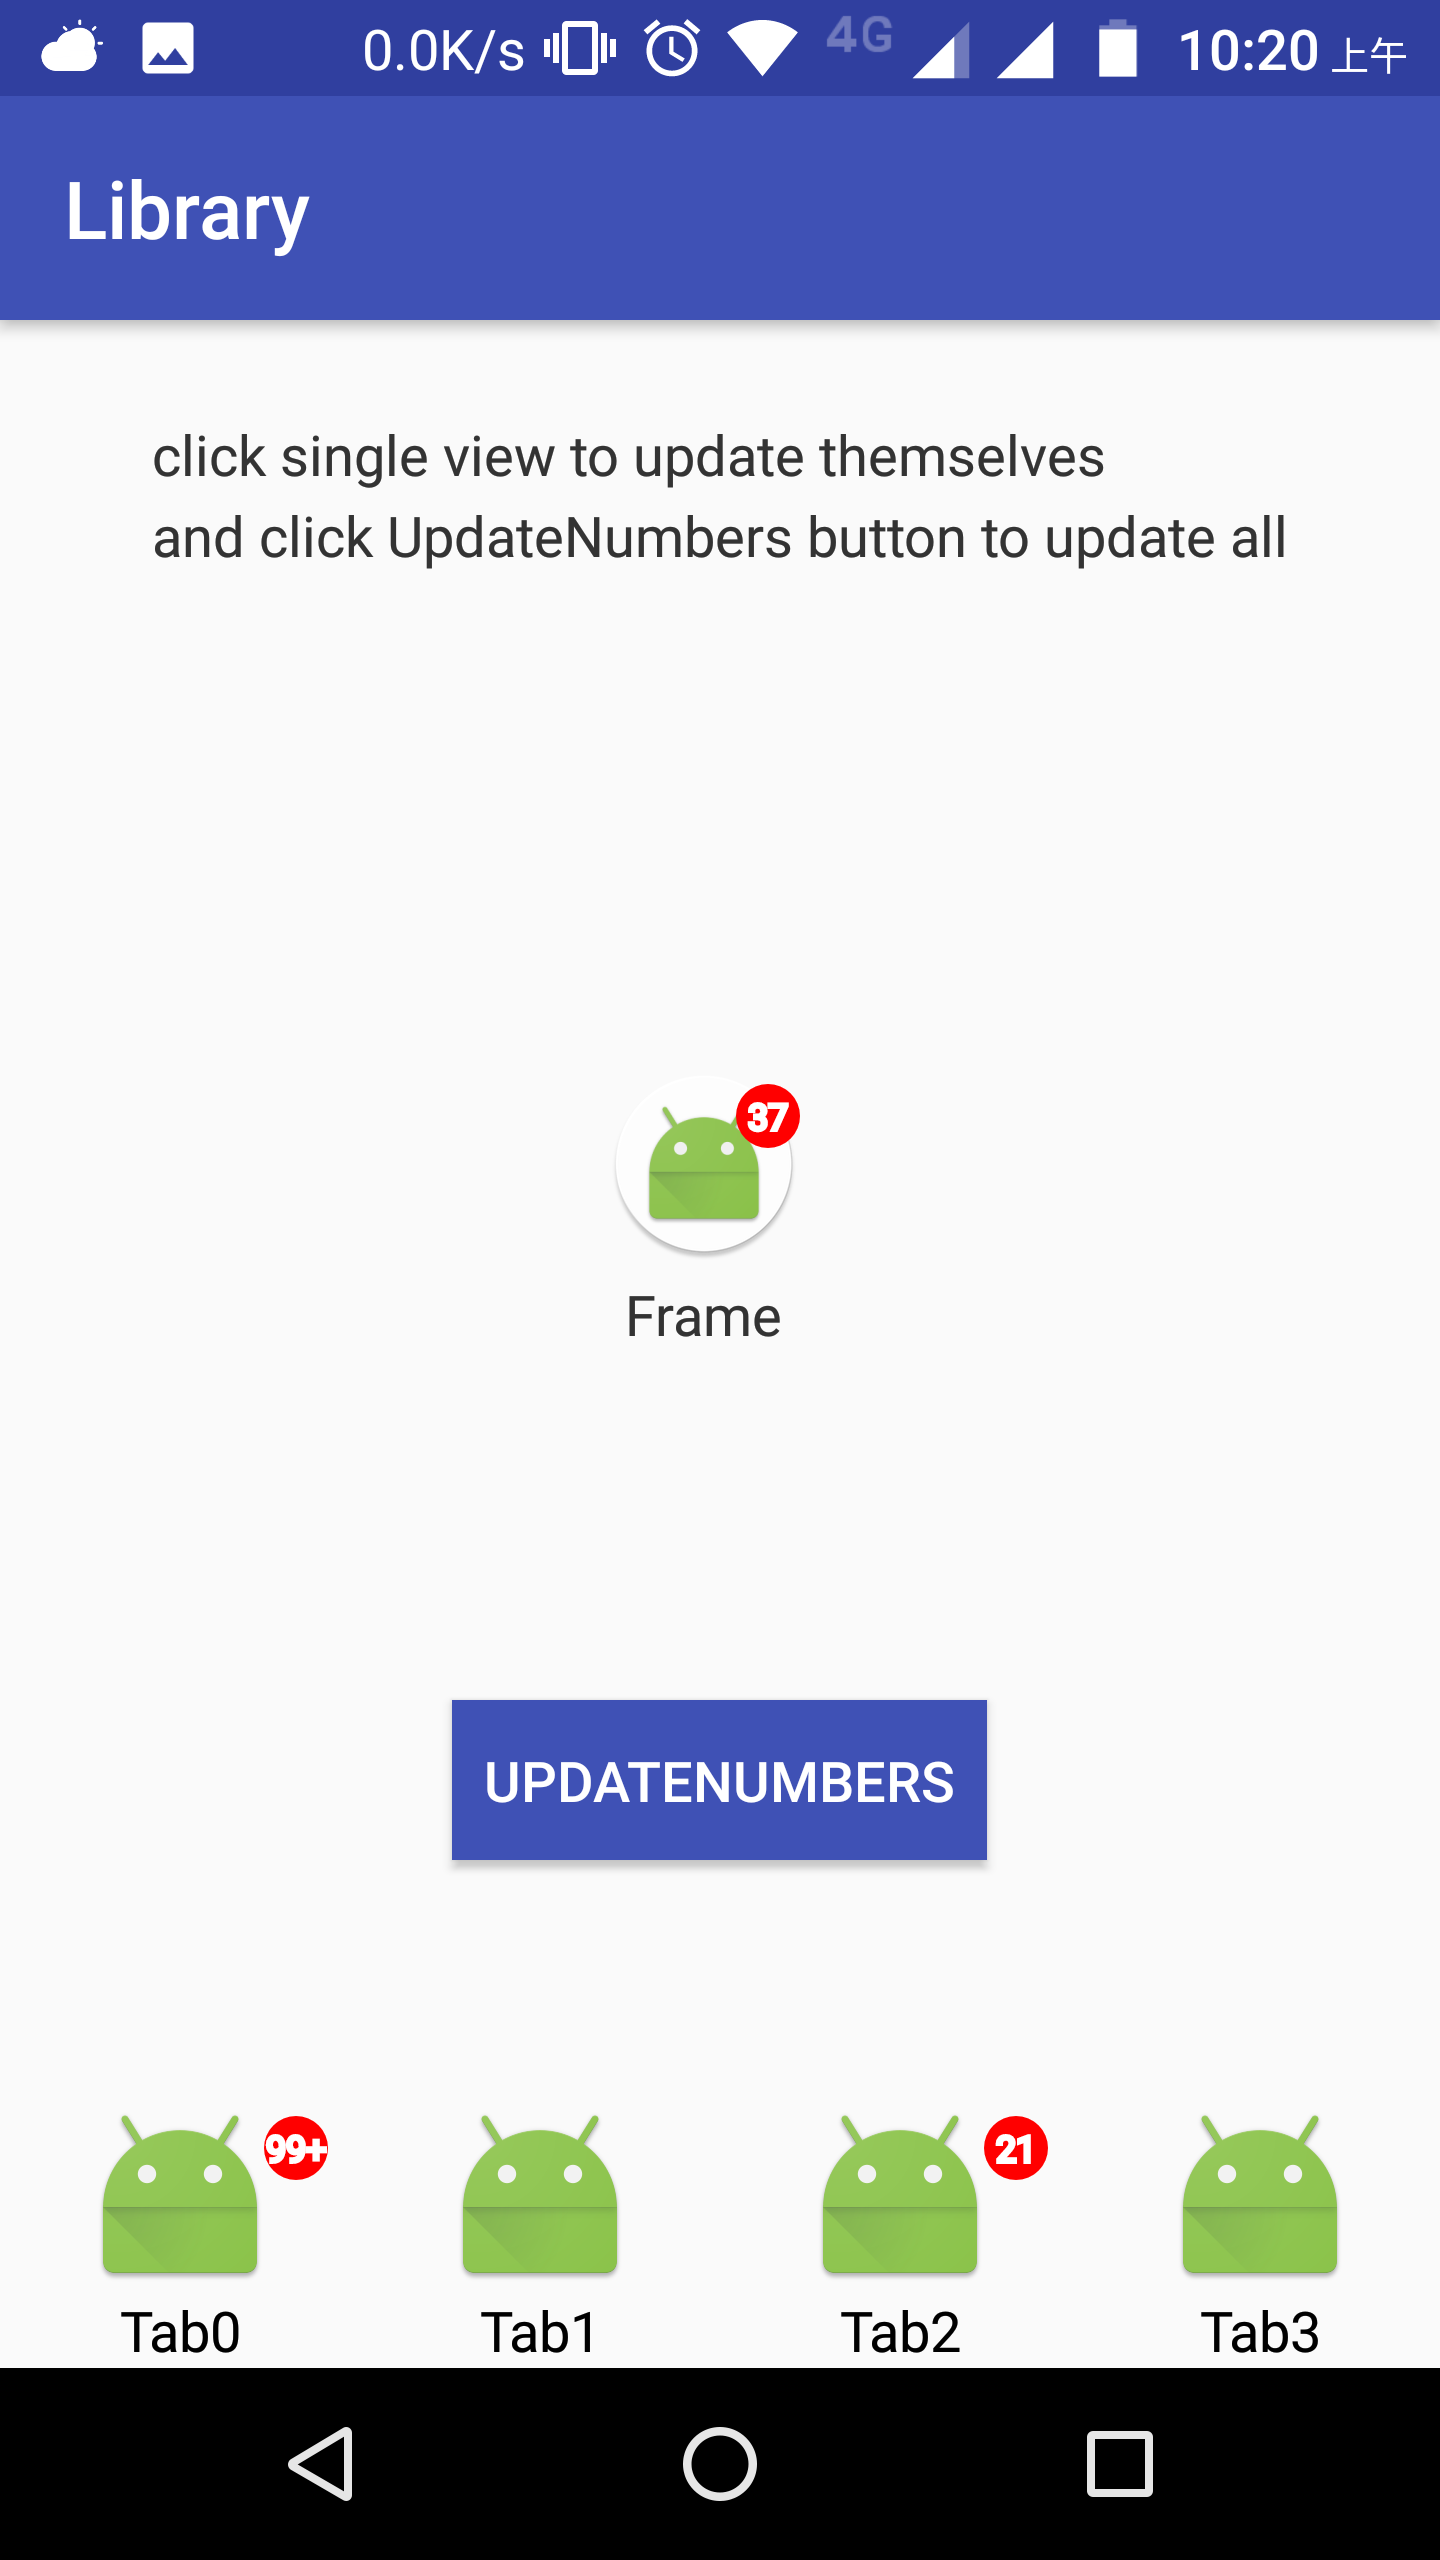 0.0K/s 4G 10:20 上午
Library
click single view to update themselves
and click UpdateNumbers button to update all
37
Frame
UPDATENUMBERS
99+ 21
Tab0 Tab1 Tab2 Tab3